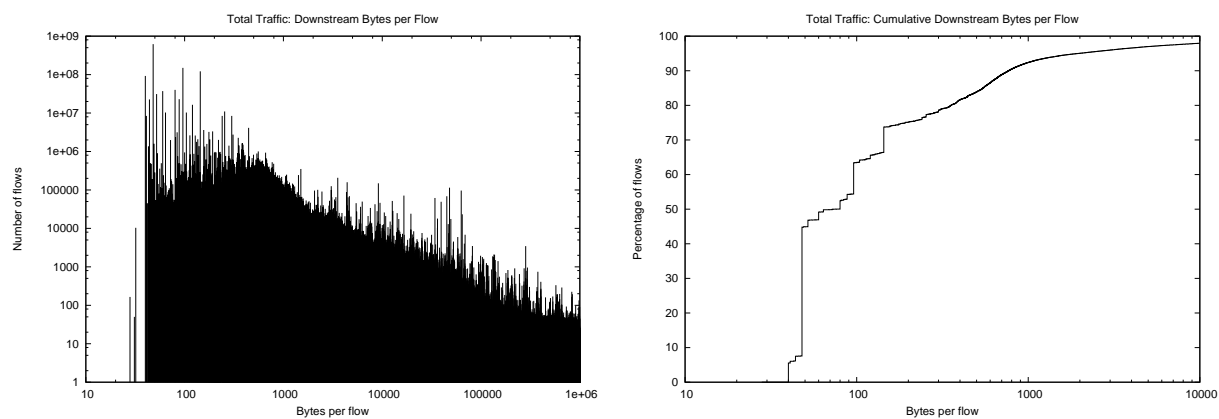 Total Traffic: Downstream Bytes per Flow
1e+09
1e+08
1e+07
1e+06
100000
10000
1000
100
10
1
Number of flows
10 100 1000 10000 100000 1e+06
Bytes per flow
Total Traffic: Cumulative Downstream Bytes per Flow
100
90
80
70
60
50
40
30
20
10
0
Percentage of flows
10 100 1000 10000
Bytes per flow